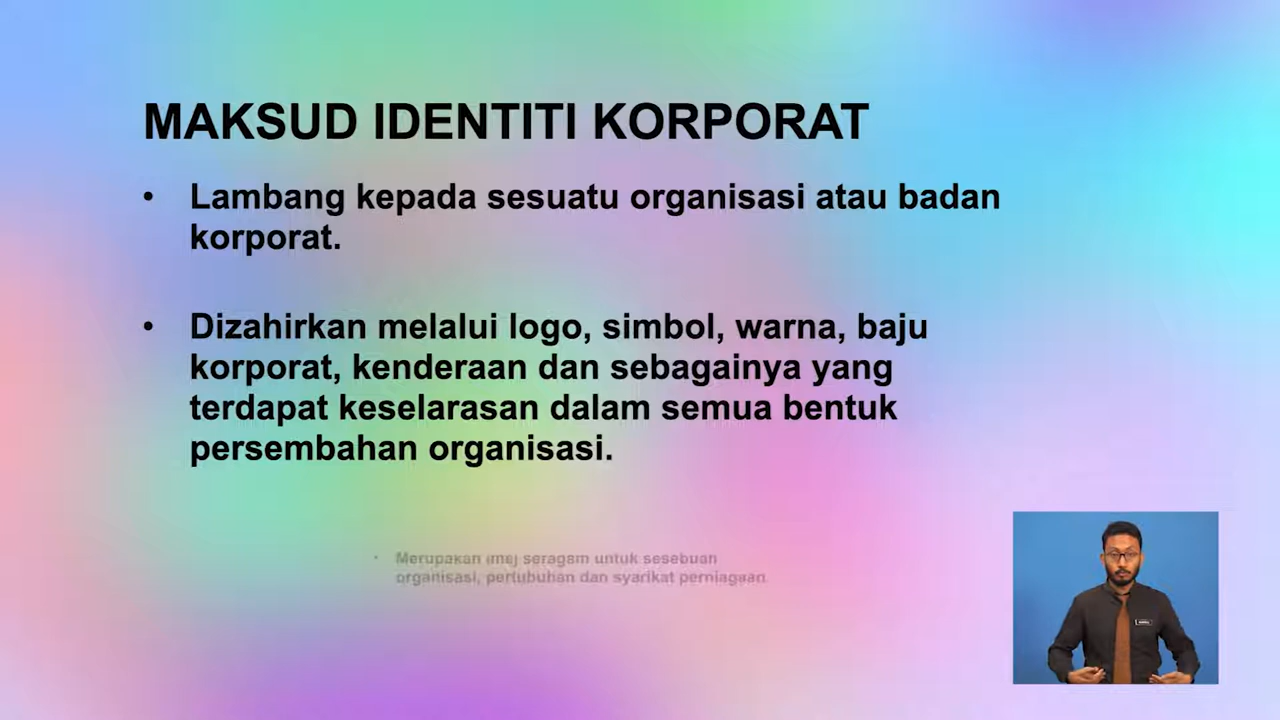 MAKSUD IDENTITI KORPORAT
• Lambang kepada sesuatu organisasi atau badan
korporat.
• Dizahirkan melalui logo, simbol, warna, baju
korporat, kenderaan dan sebagainya yang
terdapat keselarasan dalam semua bentuk
persembahan organisasi.
• Merupakan imej seragam untuk sesebuah
organisasi, pertubuhan dan syarikat perniagaan